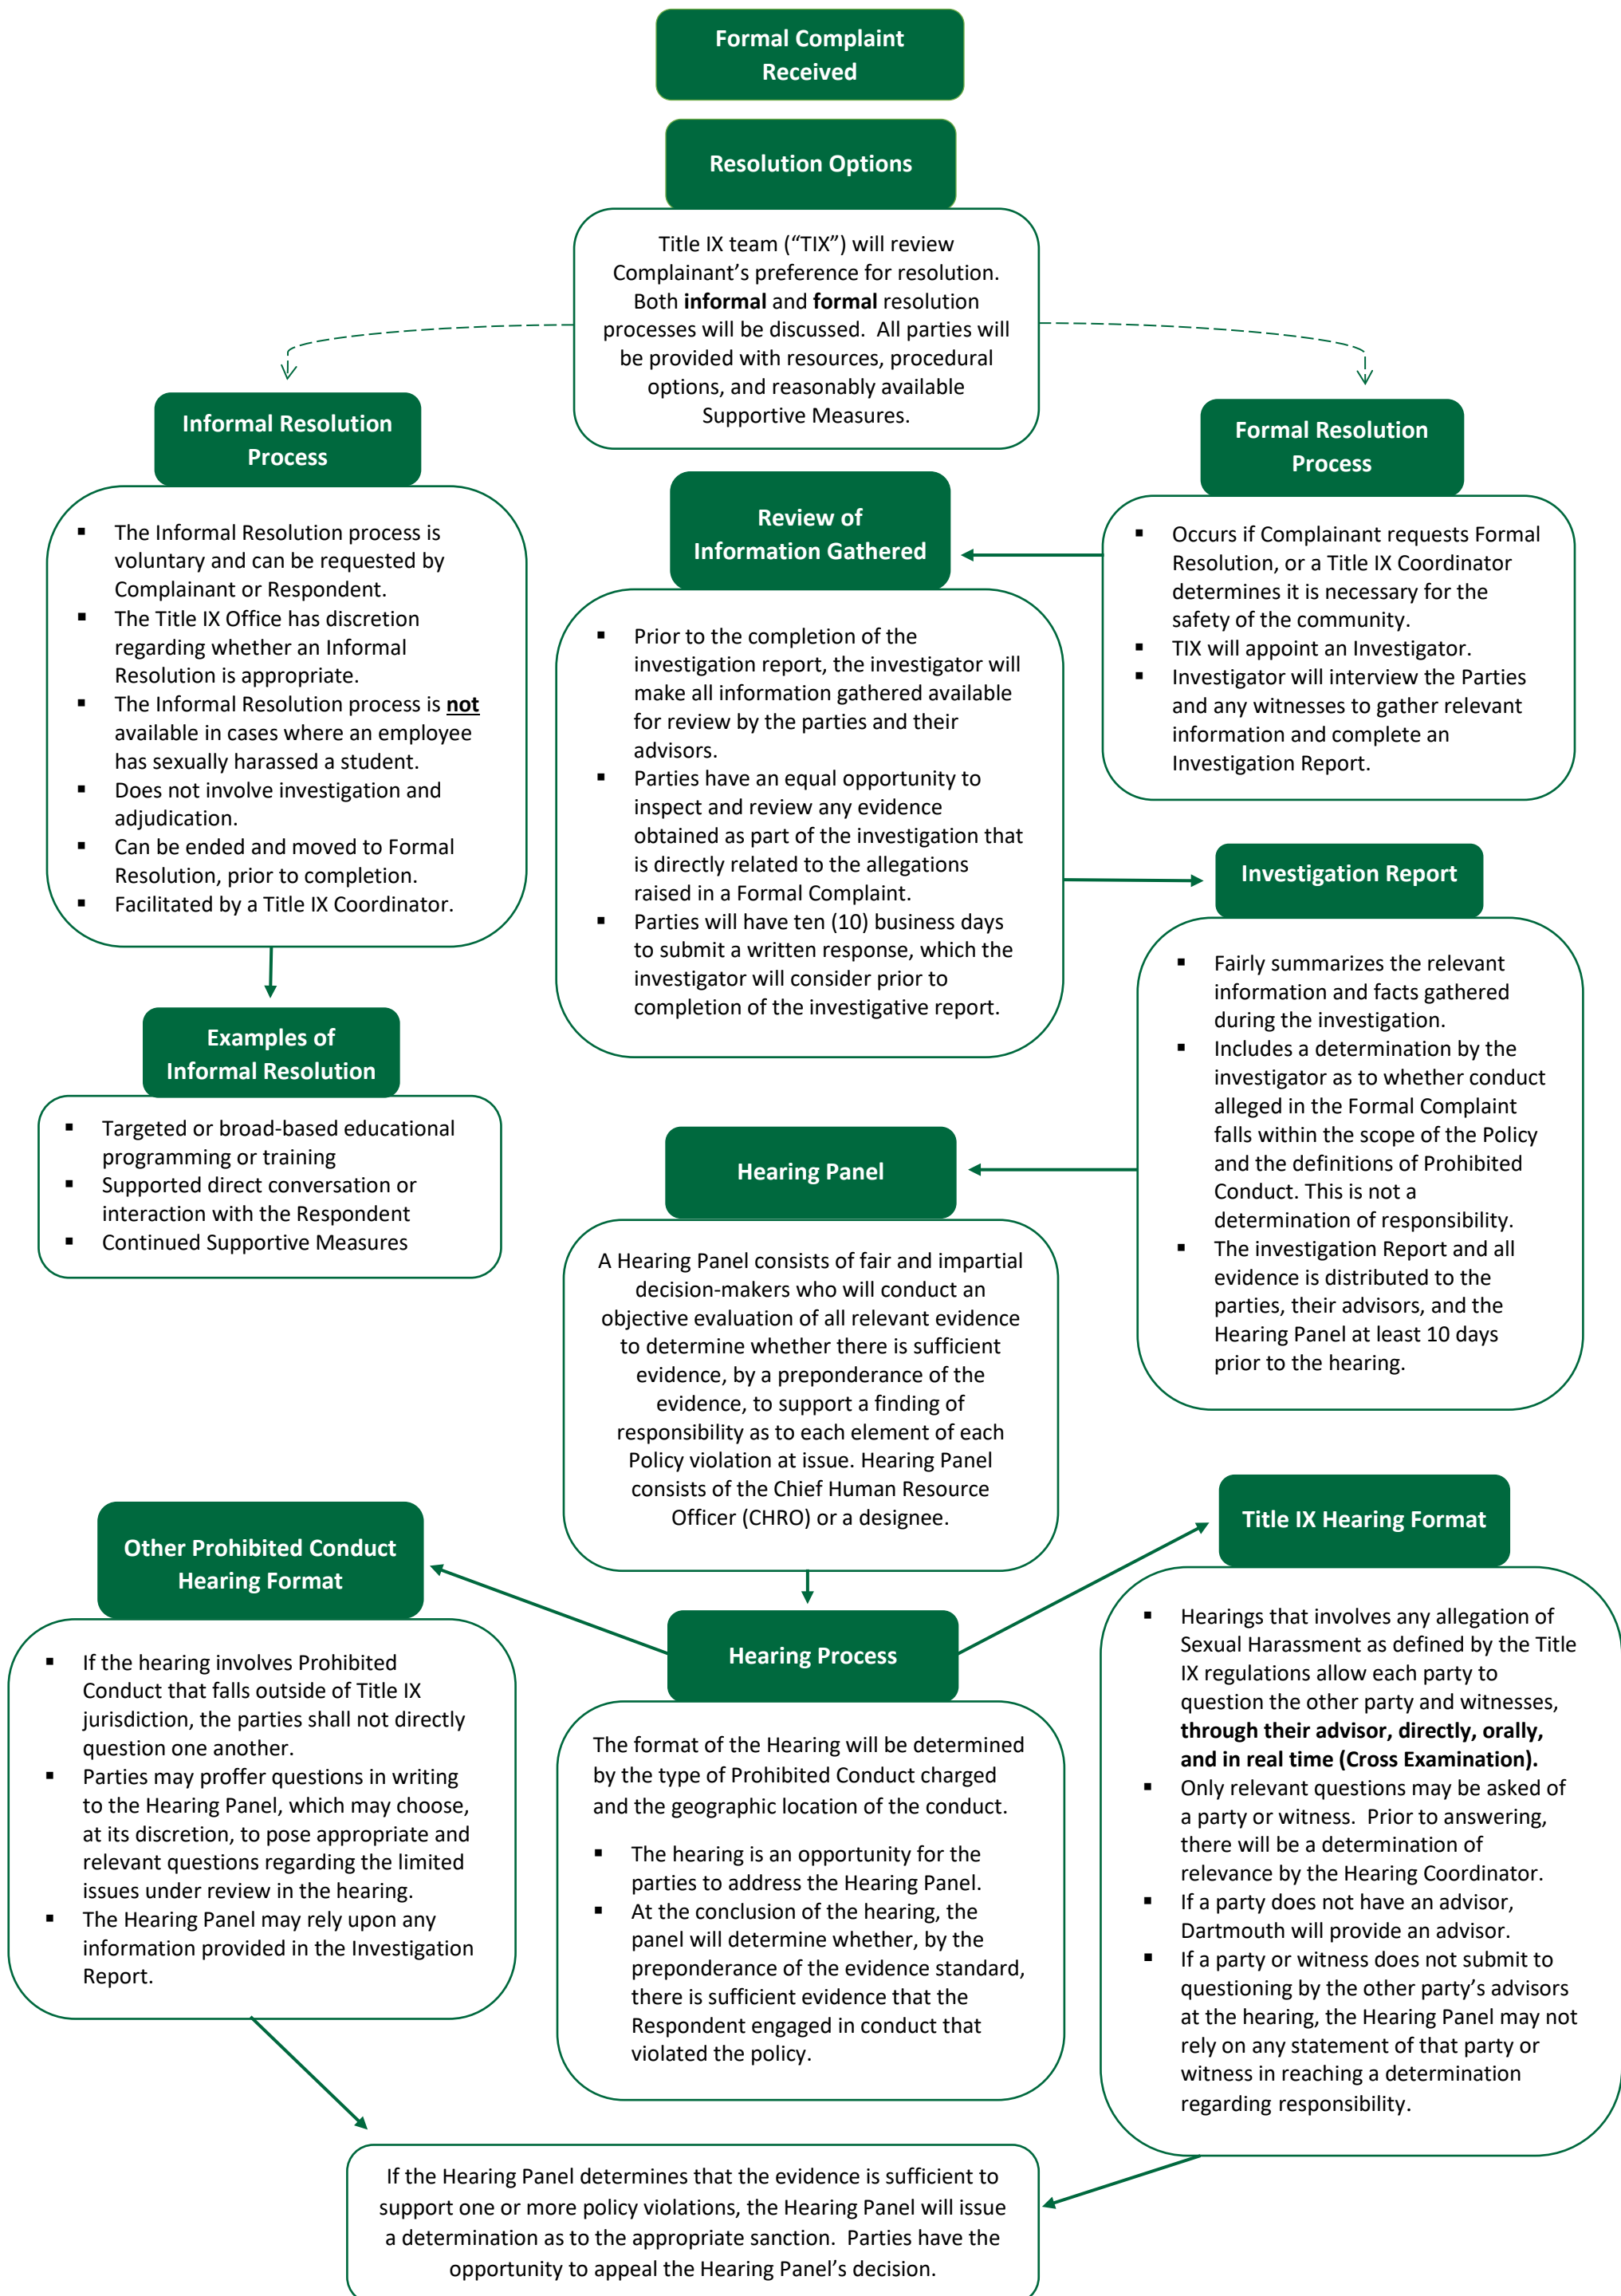 Formal Complaint
Received
Resolution Options
Title IX team (“TIX”) will review
Complainant’s preference for resolution.
Both informal and formal resolution
processes will be discussed. All parties will
be provided with resources, procedural
options, and reasonably available
Supportive Measures.
Informal Resolution
Process
▪ The Informal Resolution process is
voluntary and can be requested by
Complainant or Respondent.
▪ The Title IX Office has discretion
regarding whether an Informal
Resolution is appropriate.
▪ The Informal Resolution process is not
available in cases where an employee
has sexually harassed a student.
▪ Does not involve investigation and
adjudication.
▪ Can be ended and moved to Formal
Resolution, prior to completion.
▪ Facilitated by a Title IX Coordinator.
Examples of
Informal Resolution
▪ Targeted or broad-based educational
programming or training
▪ Supported direct conversation or
interaction with the Respondent
▪ Continued Supportive Measures
Formal Resolution
Process
▪ Occurs if Complainant requests Formal
Resolution, or a Title IX Coordinator
determines it is necessary for the
safety of the community.
▪ TIX will appoint an Investigator.
▪ Investigator will interview the Parties
and any witnesses to gather relevant
information and complete an
Investigation Report.
Review of
Information Gathered
▪ Prior to the completion of the
investigation report, the investigator will
make all information gathered available
for review by the parties and their
advisors.
▪ Parties have an equal opportunity to
inspect and review any evidence
obtained as part of the investigation that
is directly related to the allegations
raised in a Formal Complaint.
▪ Parties will have ten (10) business days
to submit a written response, which the
investigator will consider prior to
completion of the investigative report.
Investigation Report
▪ Fairly summarizes the relevant
information and facts gathered
during the investigation.
▪ Includes a determination by the
investigator as to whether conduct
alleged in the Formal Complaint
falls within the scope of the Policy
and the definitions of Prohibited
Conduct. This is not a
determination of responsibility.
▪ The investigation Report and all
evidence is distributed to the
parties, their advisors, and the
Hearing Panel at least 10 days
prior to the hearing.
Hearing Panel
A Hearing Panel consists of fair and impartial
decision-makers who will conduct an
objective evaluation of all relevant evidence
to determine whether there is sufficient
evidence, by a preponderance of the
evidence, to support a finding of
responsibility as to each element of each
Policy violation at issue. Hearing Panel
consists of the Chief Human Resource
Officer (CHRO) or a designee.
Hearing Process
The format of the Hearing will be determined
by the type of Prohibited Conduct charged
and the geographic location of the conduct.
▪ The hearing is an opportunity for the
parties to address the Hearing Panel.
▪ At the conclusion of the hearing, the
panel will determine whether, by the
preponderance of the evidence standard,
there is sufficient evidence that the
Respondent engaged in conduct that
violated the policy.
Other Prohibited Conduct
Hearing Format
▪ If the hearing involves Prohibited
Conduct that falls outside of Title IX
jurisdiction, the parties shall not directly
question one another.
▪ Parties may proffer questions in writing
to the Hearing Panel, which may choose,
at its discretion, to pose appropriate and
relevant questions regarding the limited
issues under review in the hearing.
▪ The Hearing Panel may rely upon any
information provided in the Investigation
Report.
Title IX Hearing Format
▪ Hearings that involves any allegation of
Sexual Harassment as defined by the Title
IX regulations allow each party to
question the other party and witnesses,
through their advisor, directly, orally,
and in real time (Cross Examination).
▪ Only relevant questions may be asked of
a party or witness. Prior to answering,
there will be a determination of
relevance by the Hearing Coordinator.
▪ If a party does not have an advisor,
Dartmouth will provide an advisor.
▪ If a party or witness does not submit to
questioning by the other party’s advisors
at the hearing, the Hearing Panel may not
rely on any statement of that party or
witness in reaching a determination
regarding responsibility.
If the Hearing Panel determines that the evidence is sufficient to
support one or more policy violations, the Hearing Panel will issue
a determination as to the appropriate sanction. Parties have the
opportunity to appeal the Hearing Panel’s decision.